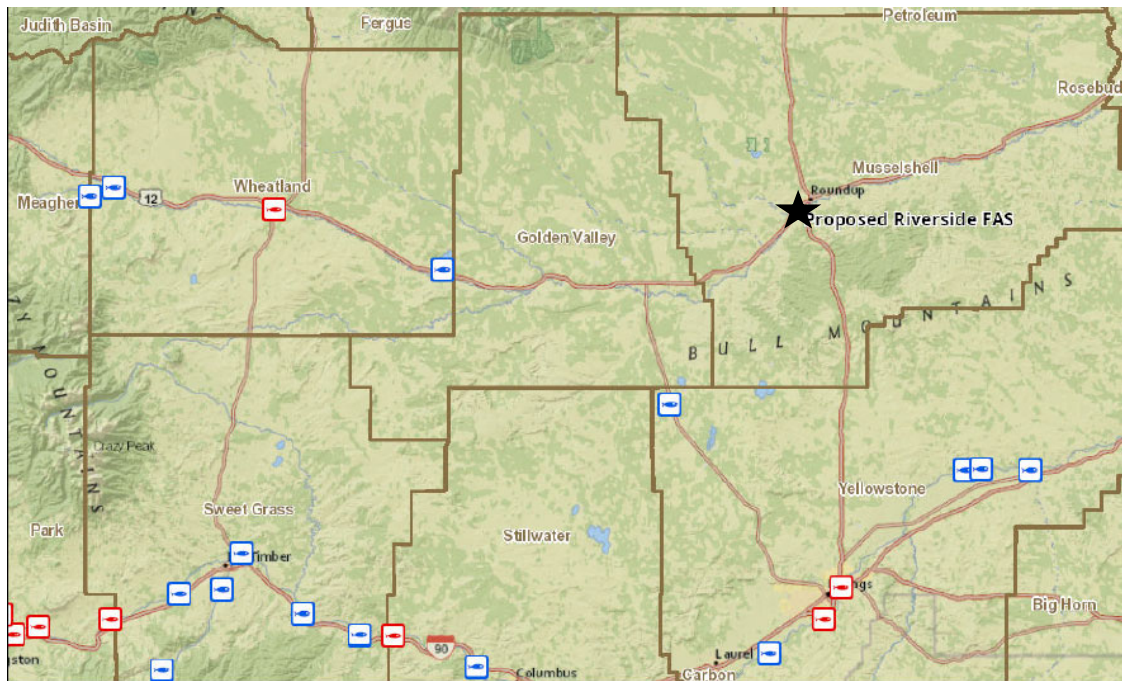 Judith Basin
Fergus
Petroleum
Rosebud
Musselshell
Wheatland
Roundup
Meagher
12
Proposed Riverside FAS
Golden Valley
BULL MOUNTAINS
MOUNTAINS
Crazy Peak
Yellowstone
Sweet Grass
Park
Stillwater
Timber
Big Horn
90
Laurel
Columbus
Carbon